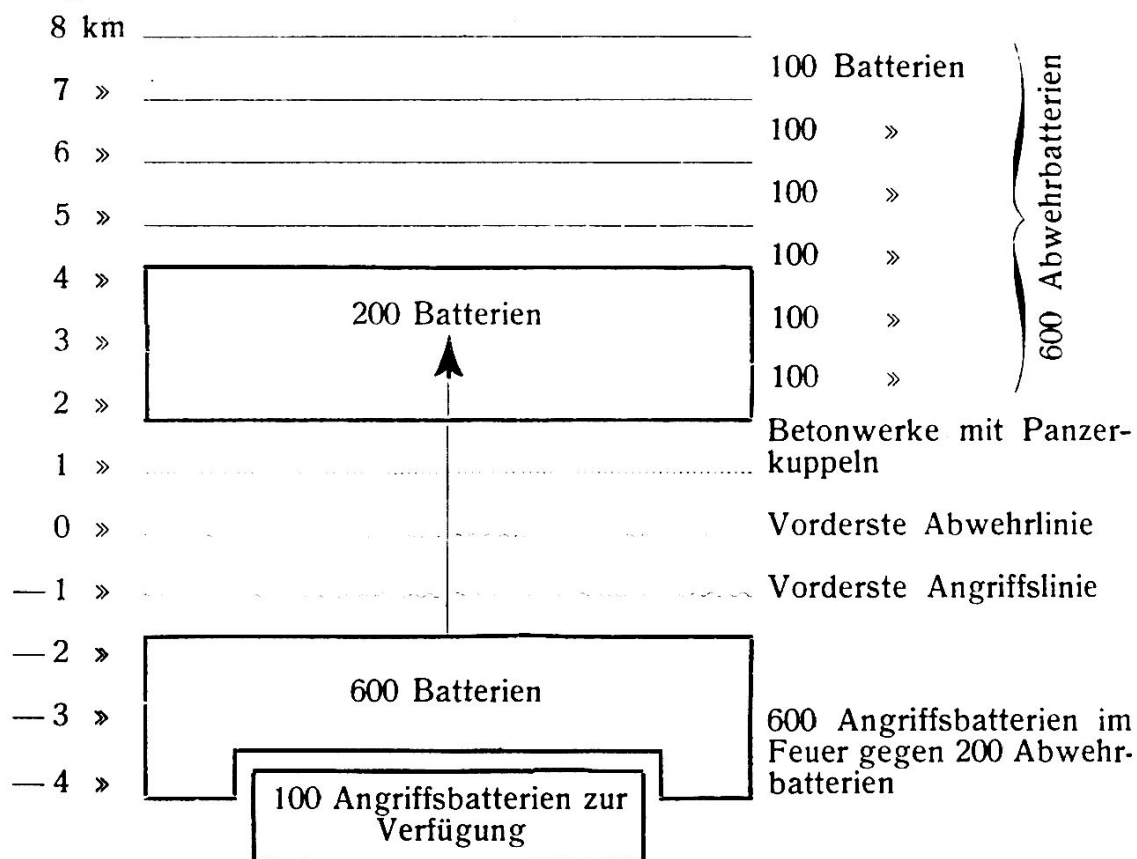 8 km
100 Batterien
7 »
100 »
6 »
100 »
5 »
100 »
4 »
200 Batterien
100 »
3 »
100 »
2 »
600 Abwehrbatterien
Betonwerke mit Panzer-
kuppeln
1 »
0 »
Vorderste Abwehrlinie
— 1 »
Vorderste Angriffslinie
— 2 »
600 Batterien
— 3 »
600 Angriffsbatterien im
Feuer gegen 200 Abwehr-
batterien
— 4 »
100 Angriffsbatterien zur
Verfügung